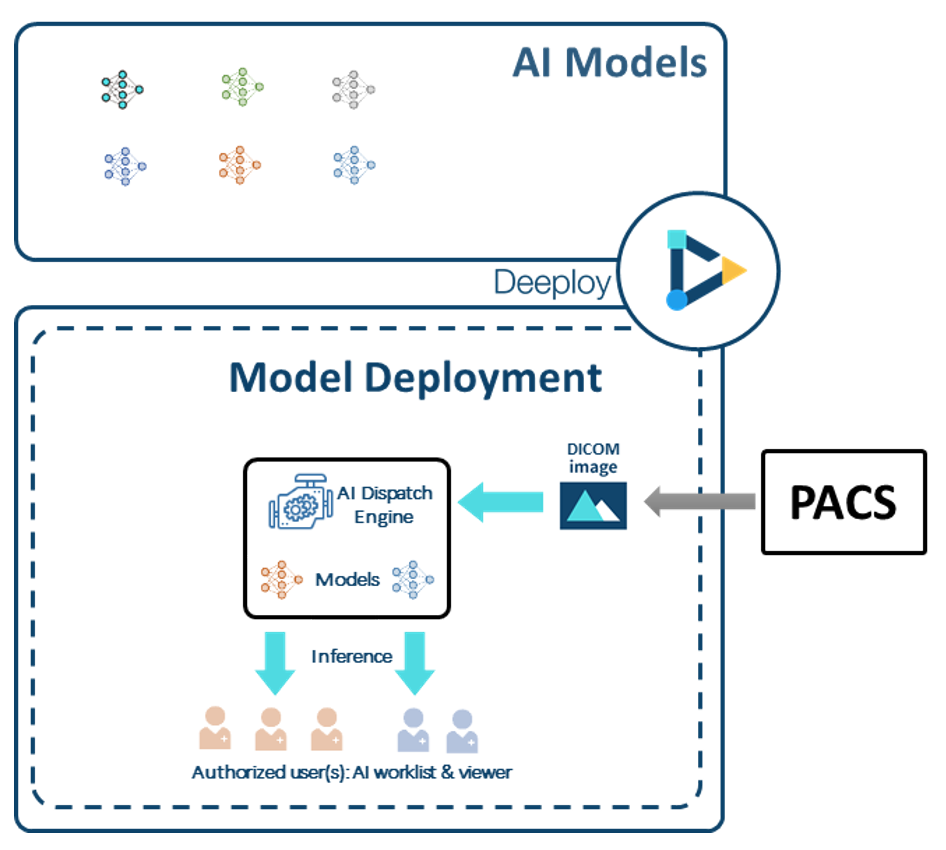 AI Models
Deeploy
Model Deployment
DICOM
image
PACS
AI Dispatch
Engine
Models
Inference
Authorized user(s): AI worklist & viewer